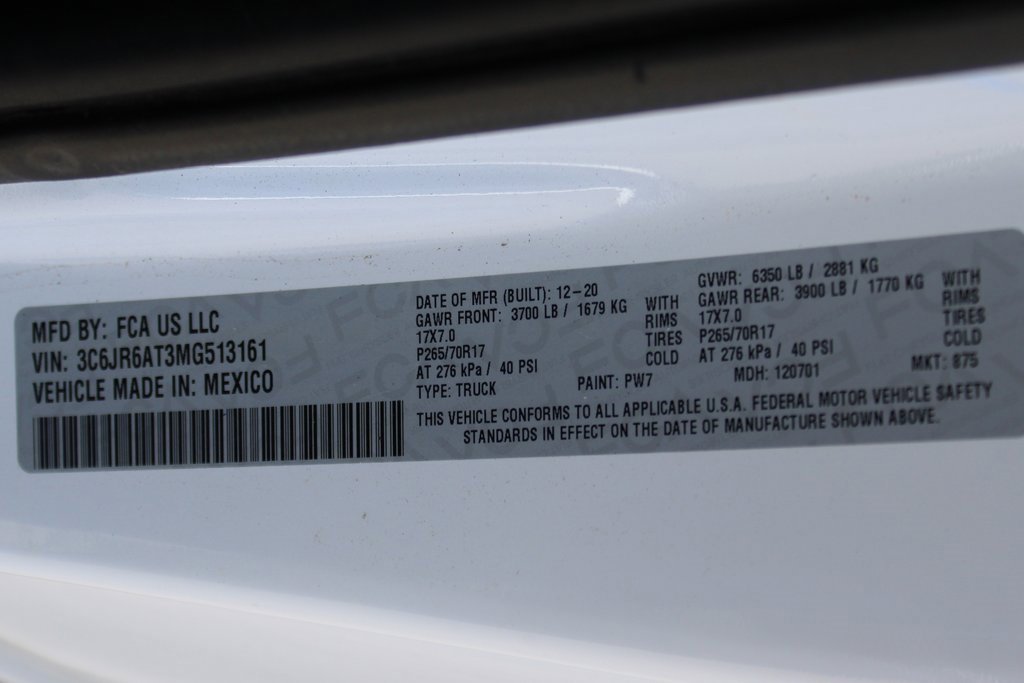 MFD BY: FCA US LLC
VIN: 3C6JR6AT3MG513161
VEHICLE MADE IN: MEXICO
DATE OF MFR (BUILT): 12-20
GAWR FRONT: 3700 LB / 1679 KG WITH
17X7.0 RIMS
P265/70R17 TIRES
AT 276 kPa / 40 PSI COLD
TYPE: TRUCK PAINT: PW7
GVWR: 6350 LB / 2881 KG
GAWR REAR: 3900 LB / 1770 KG WITH
17X7.0 RIMS
P265/70R17 TIRES
AT 276 kPa / 40 PSI COLD
MDH: 120701 MKT: 875
THIS VEHICLE CONFORMS TO ALL APPLICABLE U.S.A. FEDERAL MOTOR VEHICLE SAFETY
STANDARDS IN EFFECT ON THE DATE OF MANUFACTURE SHOWN ABOVE.